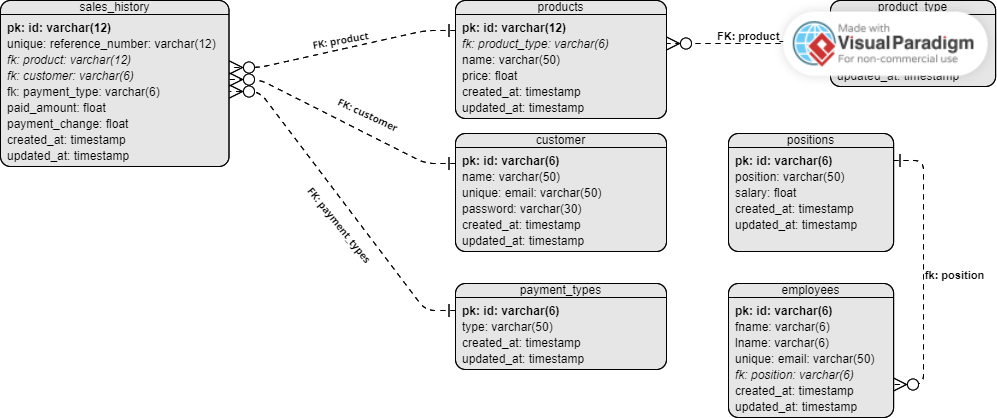 sales_history
pk: id: varchar(12)
unique: reference_number: varchar(12)
fk: product: varchar(12)
fk: customer: varchar(6)
fk: payment_type: varchar(6)
paid_amount: float
payment_change: float
created_at: timestamp
updated_at: timestamp
FK: product
FK: customer
FK: payment_types
products
pk: id: varchar(12)
fk: product_type: varchar(6)
name: varchar(50)
price: float
created_at: timestamp
updated_at: timestamp
FK: product_
product_type
Made with
VisualParadigm
For non-commercial use
updated_at: timestamp
customer
pk: id: varchar(6)
name: varchar(50)
unique: email: varchar(50)
password: varchar(30)
created_at: timestamp
updated_at: timestamp
positions
pk: id: varchar(6)
position: varchar(50)
salary: float
created_at: timestamp
updated_at: timestamp
fk: position
payment_types
pk: id: varchar(6)
type: varchar(50)
created_at: timestamp
updated_at: timestamp
employees
pk: id: varchar(6)
fname: varchar(6)
lname: varchar(6)
unique: email: varchar(50)
fk: position: varchar(6)
created_at: timestamp
updated_at: timestamp